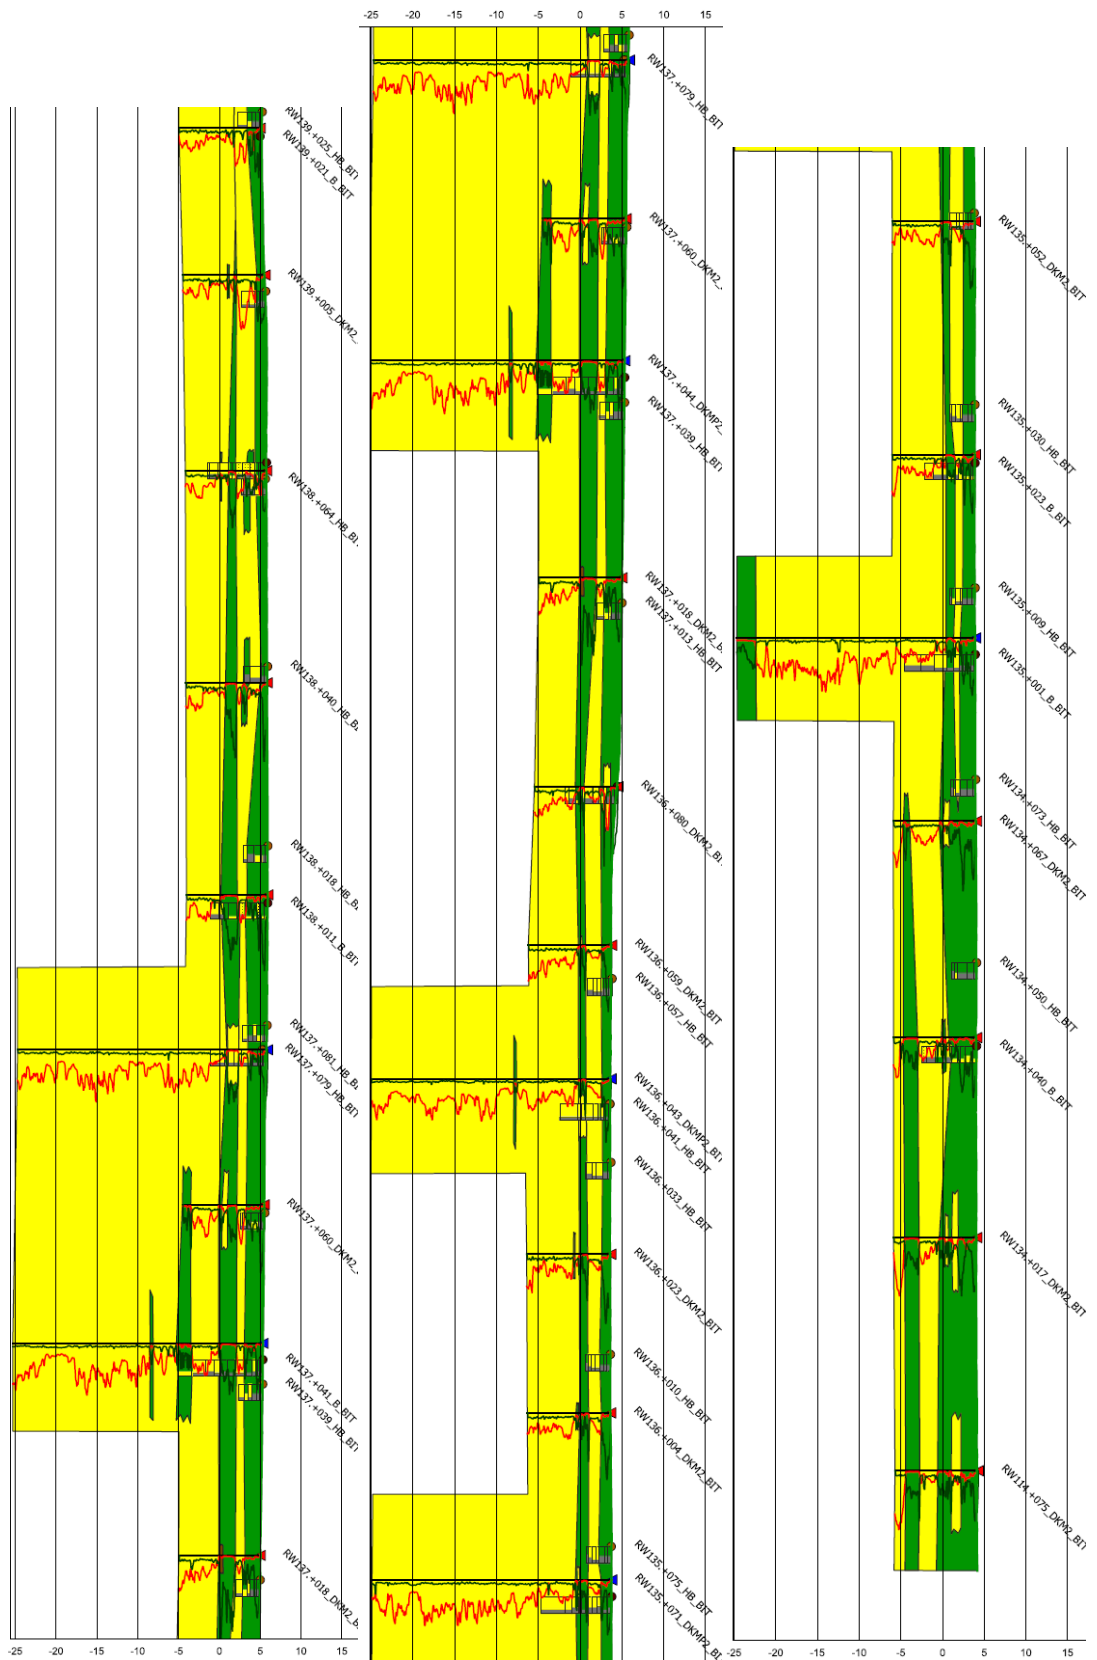 -25 -20 -15 -10 -5 0 5 10 15
RW139.+025_HB_BIT
RW139.+021_B_BIT
RW139.+005_DKM2_
RW138.+064_HB_BI
RW138.+040_HB_B
RW138.+018_HB_B
RW138.+011_B_BIT
RW137.+081_HB_B
RW137.+079_HB_BIT
RW137.+060_DKM2_
RW137.+041_B_BIT
RW137.+039_HB_BIT
RW137.+018_DKM2_B
-25 -20 -15 -10 -5 0 5 10 15
RW137.+079_HB_BIT
RW137.+060_DKM2_
RW137.+044_DKMP2_
RW137.+039_HB_BIT
RW137.+018_DKM2_B
RW137.+013_HB_BIT
RW136.+080_DKM2_BI
RW136.+059_DKM2_BIT
RW136.+057_HB_BIT
RW136.+043_DKMP2_BIT
RW136.+041_HB_BIT
RW136.+033_HB_BIT
RW136.+023_DKM2_BIT
RW136.+010_HB_BIT
RW136.+004_DKM2_BIT
RW135.+075_HB_BIT
RW135.+071_DKMP2_BI
RW135.+052_DKM2_BIT
RW135.+030_HB_BIT
RW135.+023_B_BIT
RW135.+009_HB_BIT
RW135.+001_B_BIT
RW134.+073_HB_BIT
RW134.+067_DKM2_BIT
RW134.+050_HB_BIT
RW134.+040_B_BIT
RW134.+017_DKM2_BIT
RW114.+075_DKM2_BIT
-25 -20 -15 -10 -5 0 5 10 15